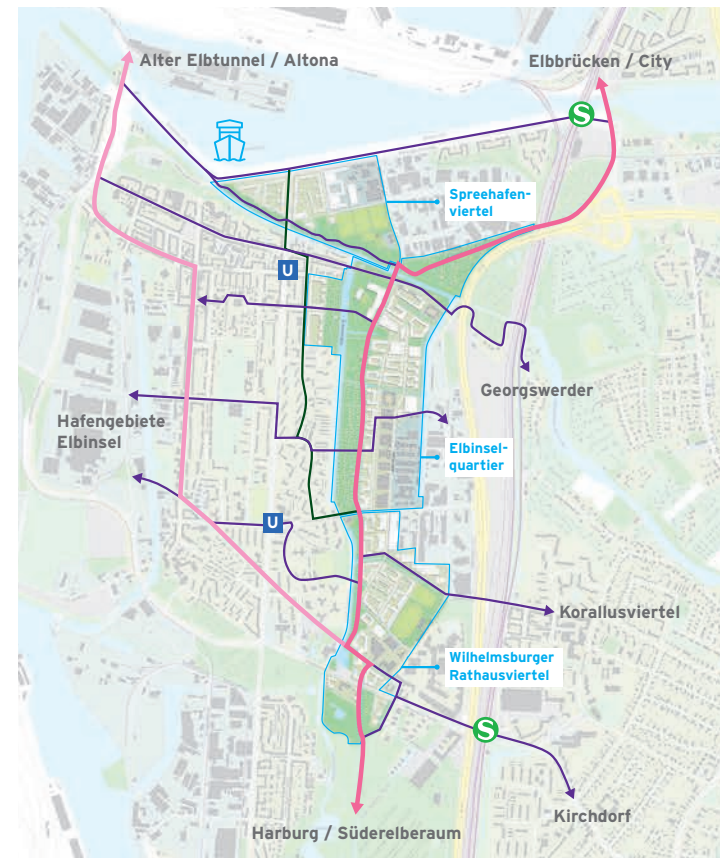 Alter Elbtunnel / Altona
Elbbrücken / City
S
Spreehafen-
viertel
U
Georgswerder
Hafengebiete
Elbinsel
Elbinsel-
quartier
U
Korallusviertel
Wilhelmsburger
Rathausviertel
S
Kirchdorf
Harburg / Süderelberaum